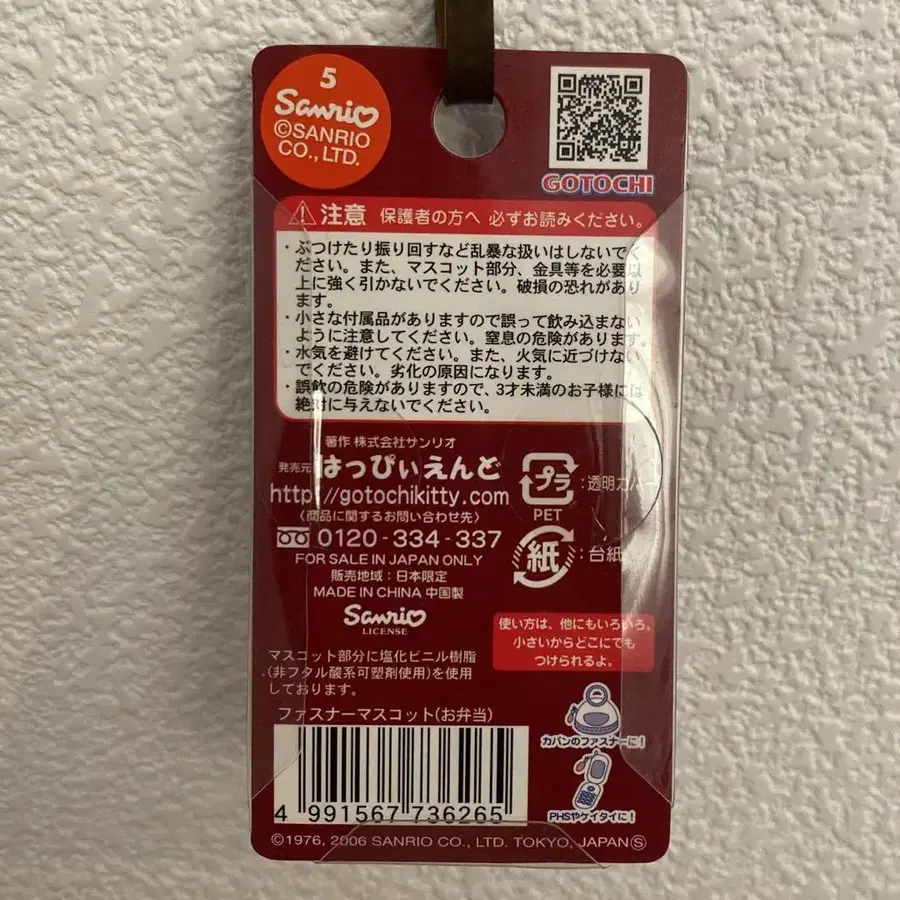 5
Sanrio
©SANRIO
CO., LTD.
GOTOCHI
注意 保護者の方へ 必ずお読みください。
・ぶつけたり振り回すなど乱暴な扱いはしないでく
ださい。また、マスコット部分、金具等を必要以
上に強く引かないでください。破損の恐れがあり
ます。
・小さな付属品がありますので誤って飲み込まない
ように注意してください。窒息の危険があります。
・水気を避けてください。また、火気に近づけない
でください。劣化の原因になります。
・誤飲の危険がありますので、3才未満のお子様には
絶対に与えないでください。
著作 株式会社サンリオ
発売元 はっぴぃえんど
http://gotochikitty.com
〈商品に関するお問い合わせ先〉
0120-334-337
FOR SALE IN JAPAN ONLY
販売地域：日本限定
MADE IN CHINA 中国製
Sanrio
LICENSE
プラ ：透明カバー
PET
紙 ：台紙
使い方は、他にもいろいろ。
小さいからどこにでも
つけられるよ。
マスコット部分に塩化ビニル樹脂
(非フタル酸系可塑剤使用)を使用
しております。
ファスナーマスコット(お弁当)
カバンのファスナーに！
PHSやケイタイに！
4 991567 736265
©1976, 2006 SANRIO CO., LTD. TOKYO, JAPAN Ⓢ